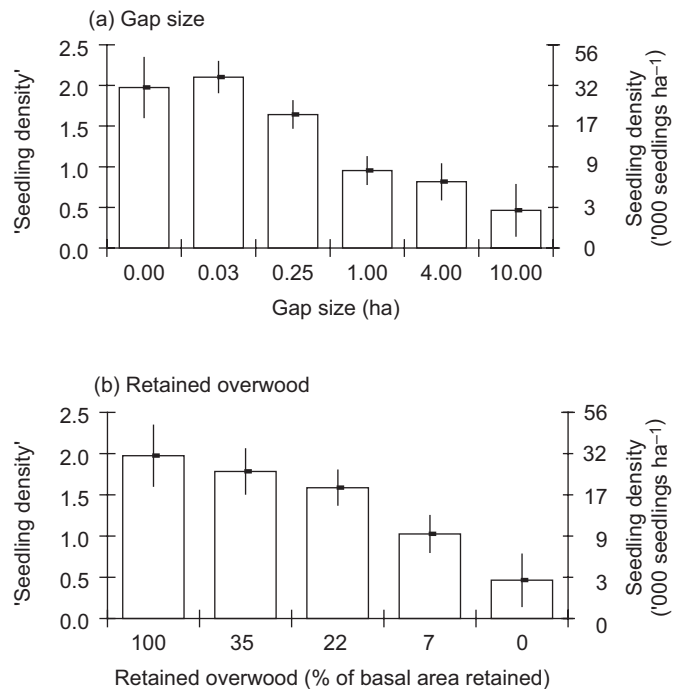 (a) Gap size
2.5
2.0
1.5
1.0
0.5
0.0
'Seedling density'
56
32
17
9
3
0
Seedling density
('000 seedlings ha⁻¹)
0.00 0.03 0.25 1.00 4.00 10.00
Gap size (ha)
(b) Retained overwood
2.5
2.0
1.5
1.0
0.5
0.0
'Seedling density'
56
32
17
9
3
0
Seedling density
('000 seedlings ha⁻¹)
100 35 22 7 0
Retained overwood (% of basal area retained)